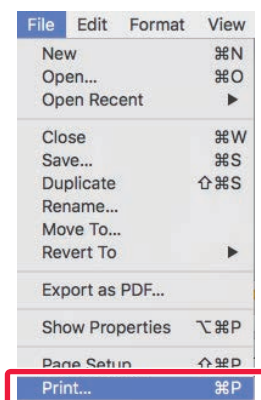 File Edit Format View
New ⌘N
Open... ⌘O
Open Recent ▶
Close ⌘W
Save... ⌘S
Duplicate ⇧⌘S
Rename...
Move To...
Revert To ▶
Export as PDF...
Show Properties ⌥⌘P
Page Setup ⇧⌘P
Print... ⌘P